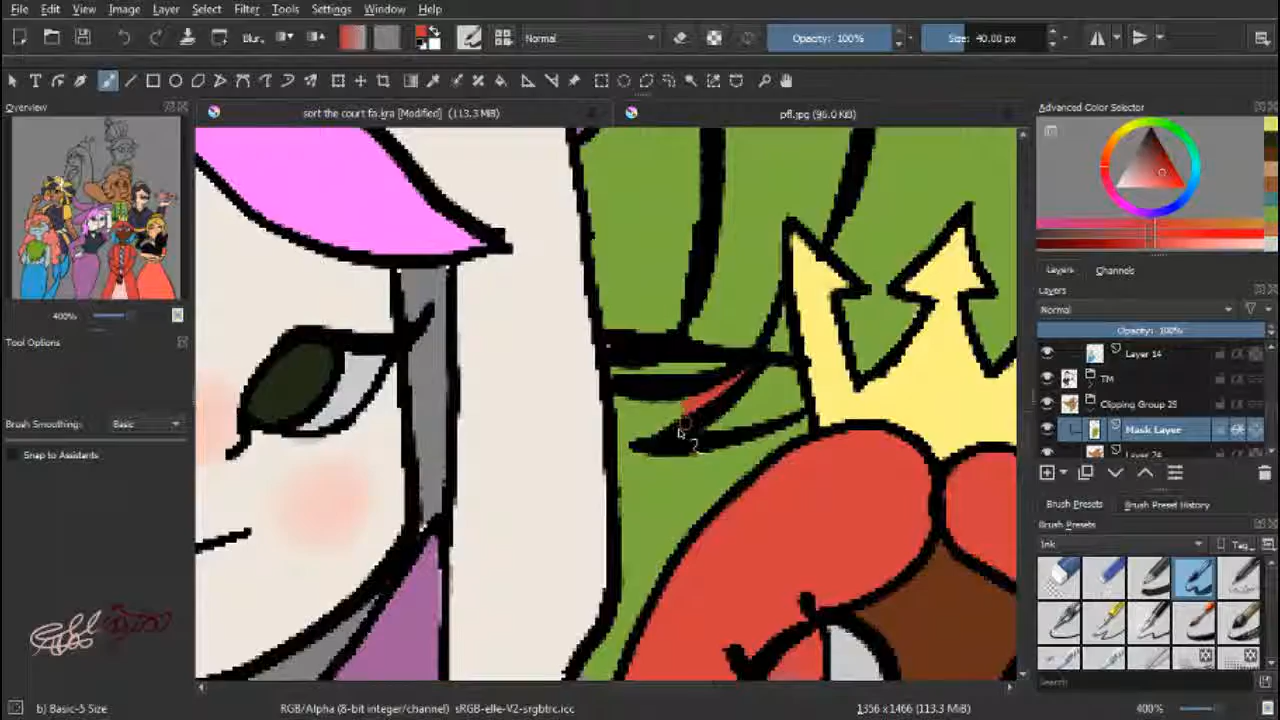 File Edit View Image Layer Select Filter Tools Settings Window Help
Blur... Normal Opacity: 100% Size: 40.00 px
Overview
sort the court fa.kra [Modified] (113.3 MiB)
pfl.jpg (96.0 KiB)
Advanced Color Selector
Layers Channels
Layers
400%
Normal
Tool Options
Opacity: 100%
Layer 14
TM
Clipping Group 25
Brush Smoothing: Basic
Mask Layer
Snap to Assistants
Brush Presets Brush Preset History
Brush Presets
Ink Tag
Search
b) Basic-5 Size
RGB/Alpha (8-bit integer/channel) sRGB-elle-V2-srgbtrc.icc
1356 x 1466 (113.3 MiB)
400%